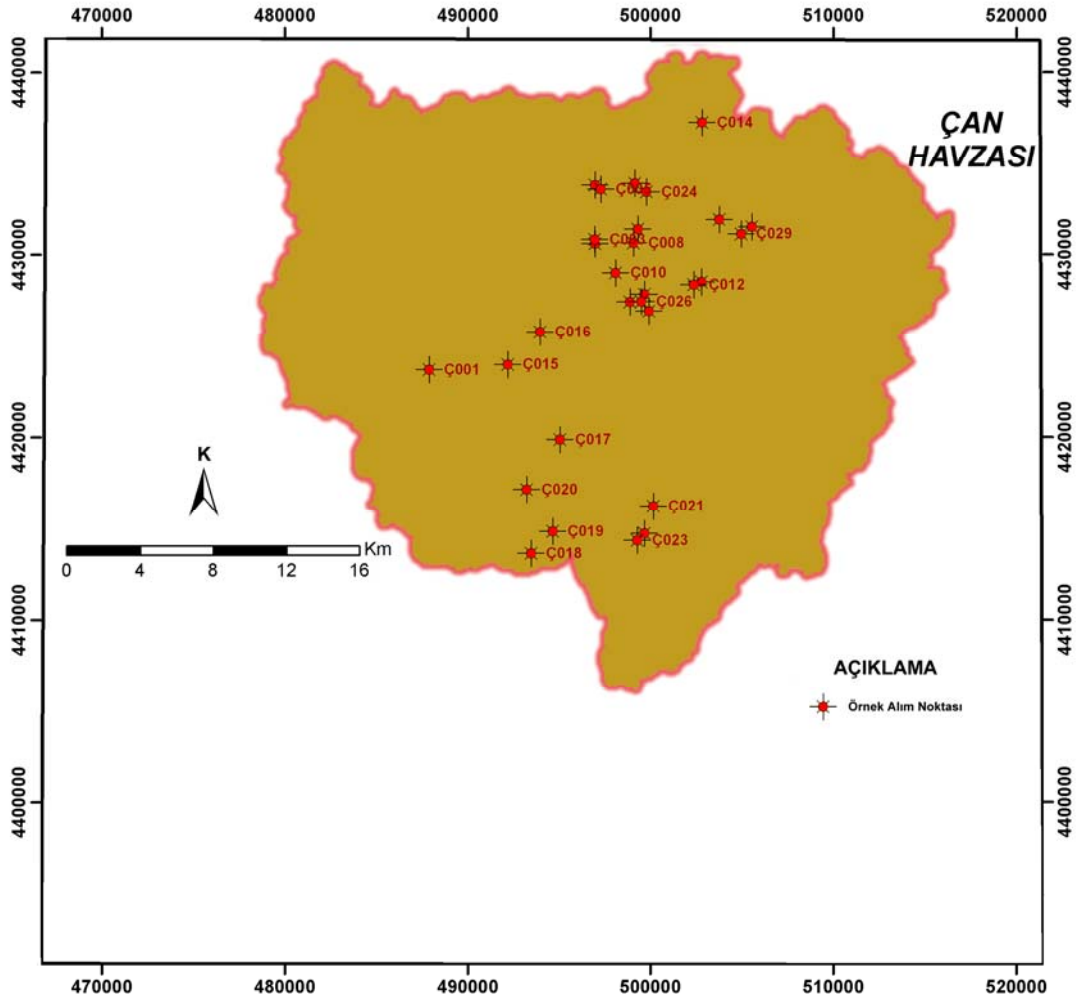 470000 480000 490000 500000 510000 520000
4440000 4440000
ÇAN
HAVZASI
Ç014
Ç024
Ç029
Ç008
4430000 4430000
Ç010
Ç012
Ç026
Ç016
Ç015
Ç001
4420000 4420000
Ç017
K
Ç020
Ç021
Ç019
Ç023
Ç018
Km
0 4 8 12 16
4410000 4410000
AÇIKLAMA
Örnek Alım Noktası
4400000 4400000
470000 480000 490000 500000 510000 520000